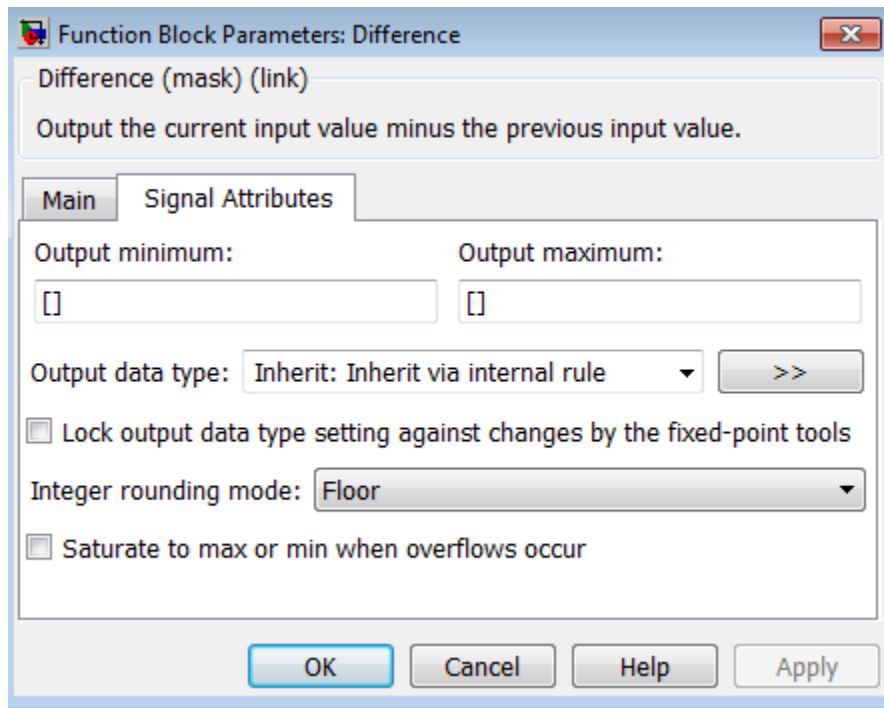 Function Block Parameters: Difference
Difference (mask) (link)
Output the current input value minus the previous input value.
Main Signal Attributes
Output minimum: Output maximum:
[] []
Output data type: Inherit: Inherit via internal rule >>
Lock output data type setting against changes by the fixed-point tools
Integer rounding mode: Floor
Saturate to max or min when overflows occur
OK Cancel Help Apply